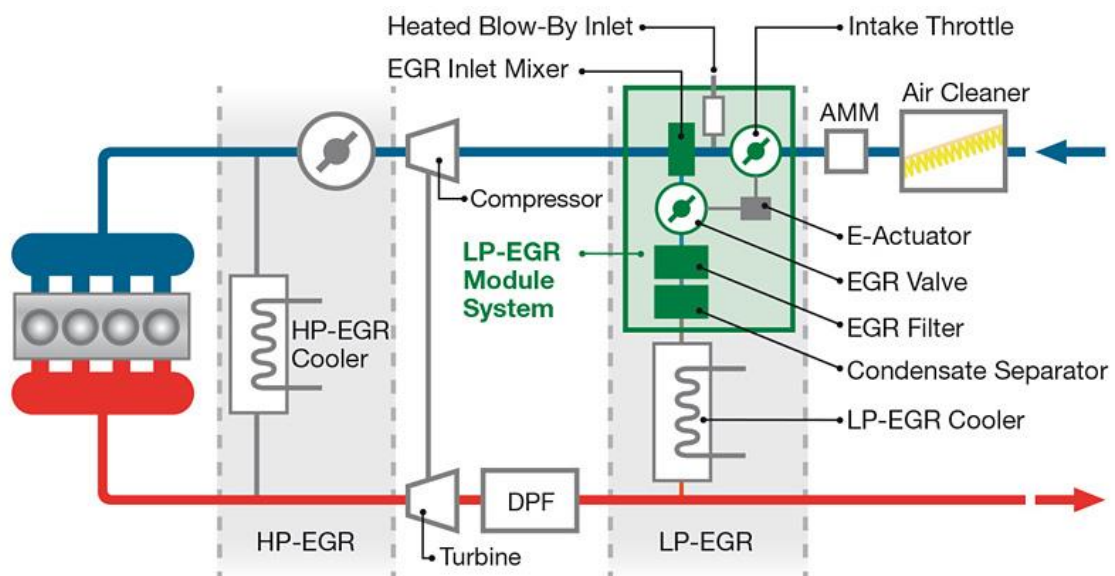 Heated Blow-By Inlet
Intake Throttle
EGR Inlet Mixer
AMM
Air Cleaner
Compressor
E-Actuator
LP-EGR
Module
System
EGR Valve
EGR Filter
HP-EGR
Cooler
Condensate Separator
LP-EGR Cooler
DPF
HP-EGR
Turbine
LP-EGR